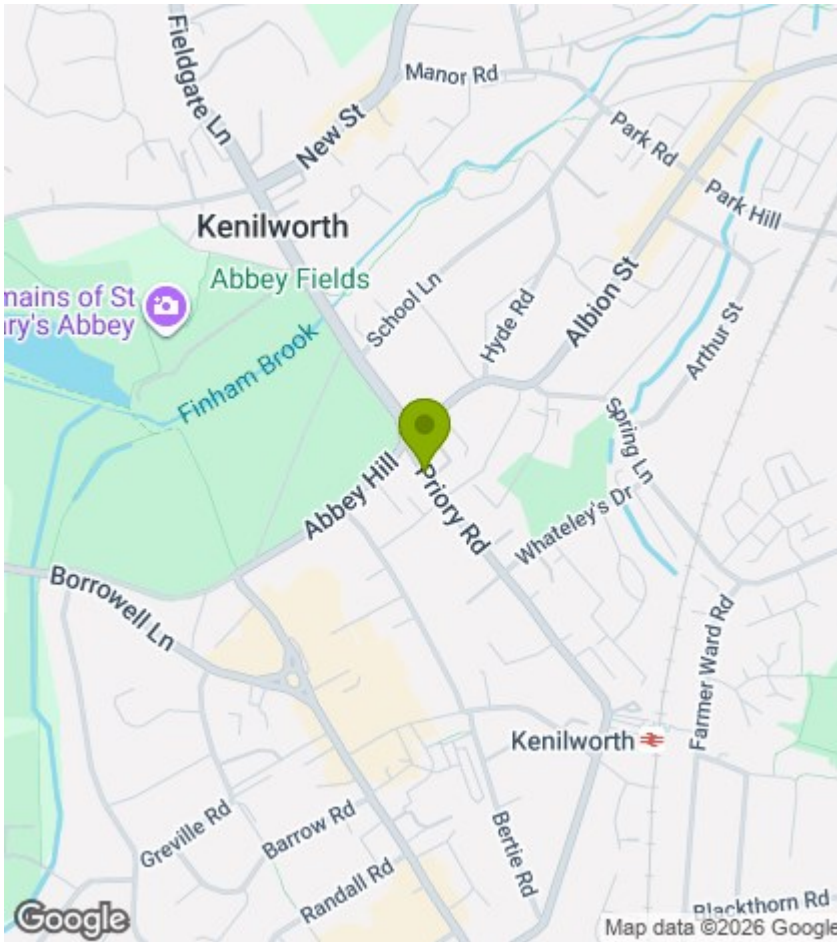 Fieldgate Ln
New St
Manor Rd
Park Rd
Park Hill
Kenilworth
Abbey Fields
mains of St
ary's Abbey
School Ln
Hyde Rd
Albion St
Arthur St
Finham Brook
Spring Ln
Abbey Hill
Priory Rd
Whateley's Dr
Borrowell Ln
Farmer Ward Rd
Kenilworth
Greville Rd
Barrow Rd
Bertie Rd
Randall Rd
Blackthorn Rd
Google
Map data ©2026 Google